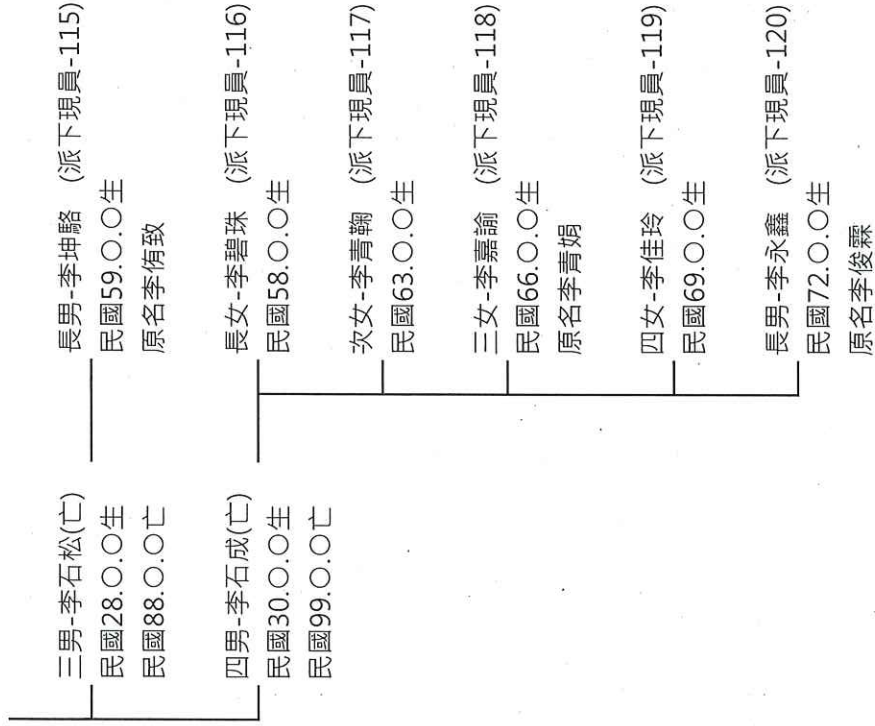 三男-李石松(亡)
民國28.○.○生
民國88.○.○亡
長男-李坤駱 (派下現員-115)
民國59.○.○生
原名李侑致
四男-李石成(亡)
民國30.○.○生
民國99.○.○亡
長女-李碧珠 (派下現員-116)
民國58.○.○生
次女-李青鞠 (派下現員-117)
民國63.○.○生
三女-李嘉諭 (派下現員-118)
民國66.○.○生
原名李青娟
四女-李佳玲 (派下現員-119)
民國69.○.○生
長男-李永鑫 (派下現員-120)
民國72.○.○生
原名李俊霖